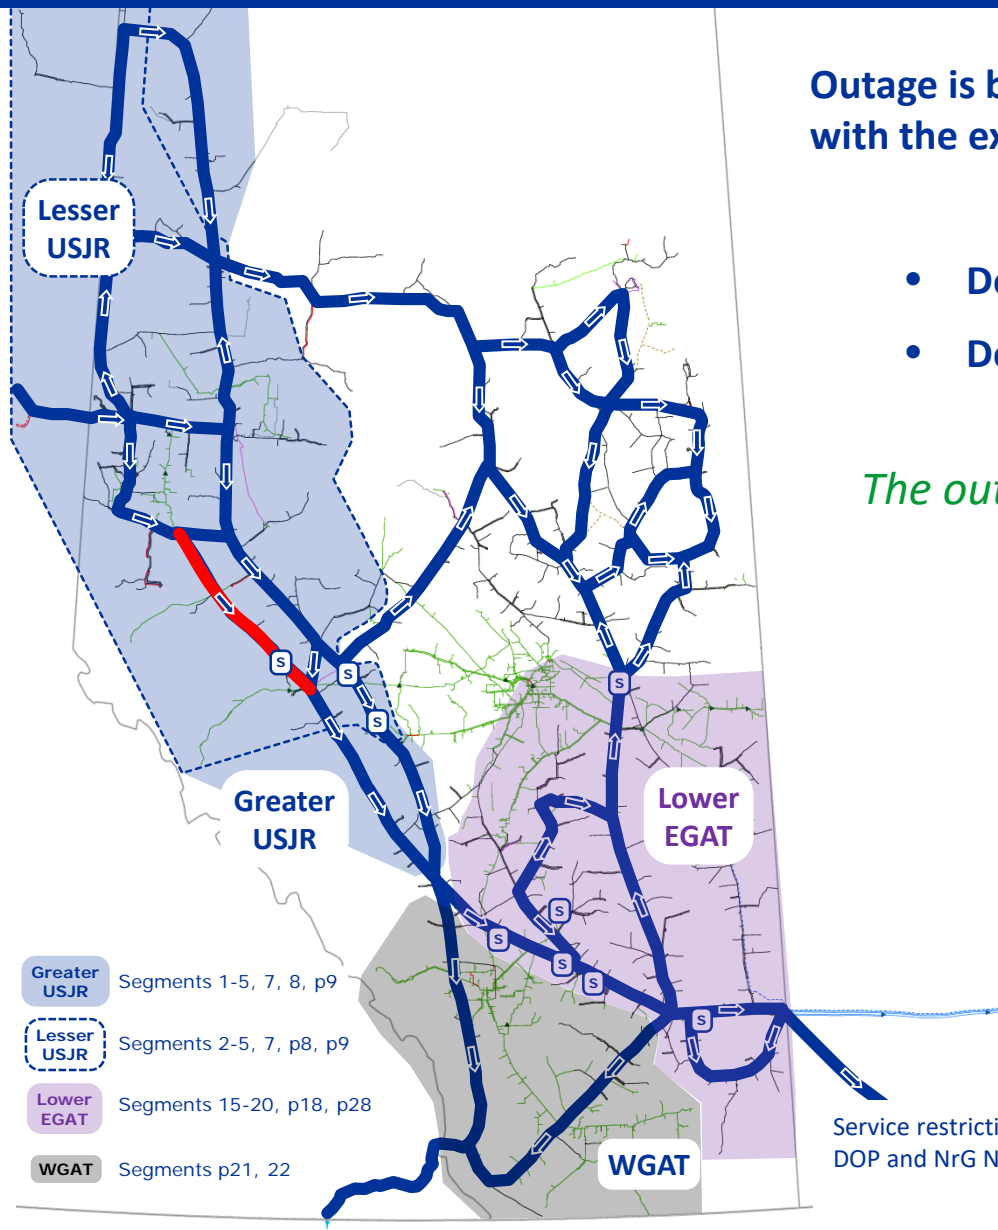 Outage is b
with the ex
Lesser
USJR
• De
• De
The out
S
S
S
S
Greater
USJR
Lower
EGAT
S
S
S
S
S
Greater
USJR
Segments 1-5, 7, 8, p9
Lesser
USJR
Segments 2-5, 7, p8, p9
Lower
EGAT
Segments 15-20, p18, p28
WGAT
Segments p21, 22
WGAT
Service restricti
DOP and NrG N